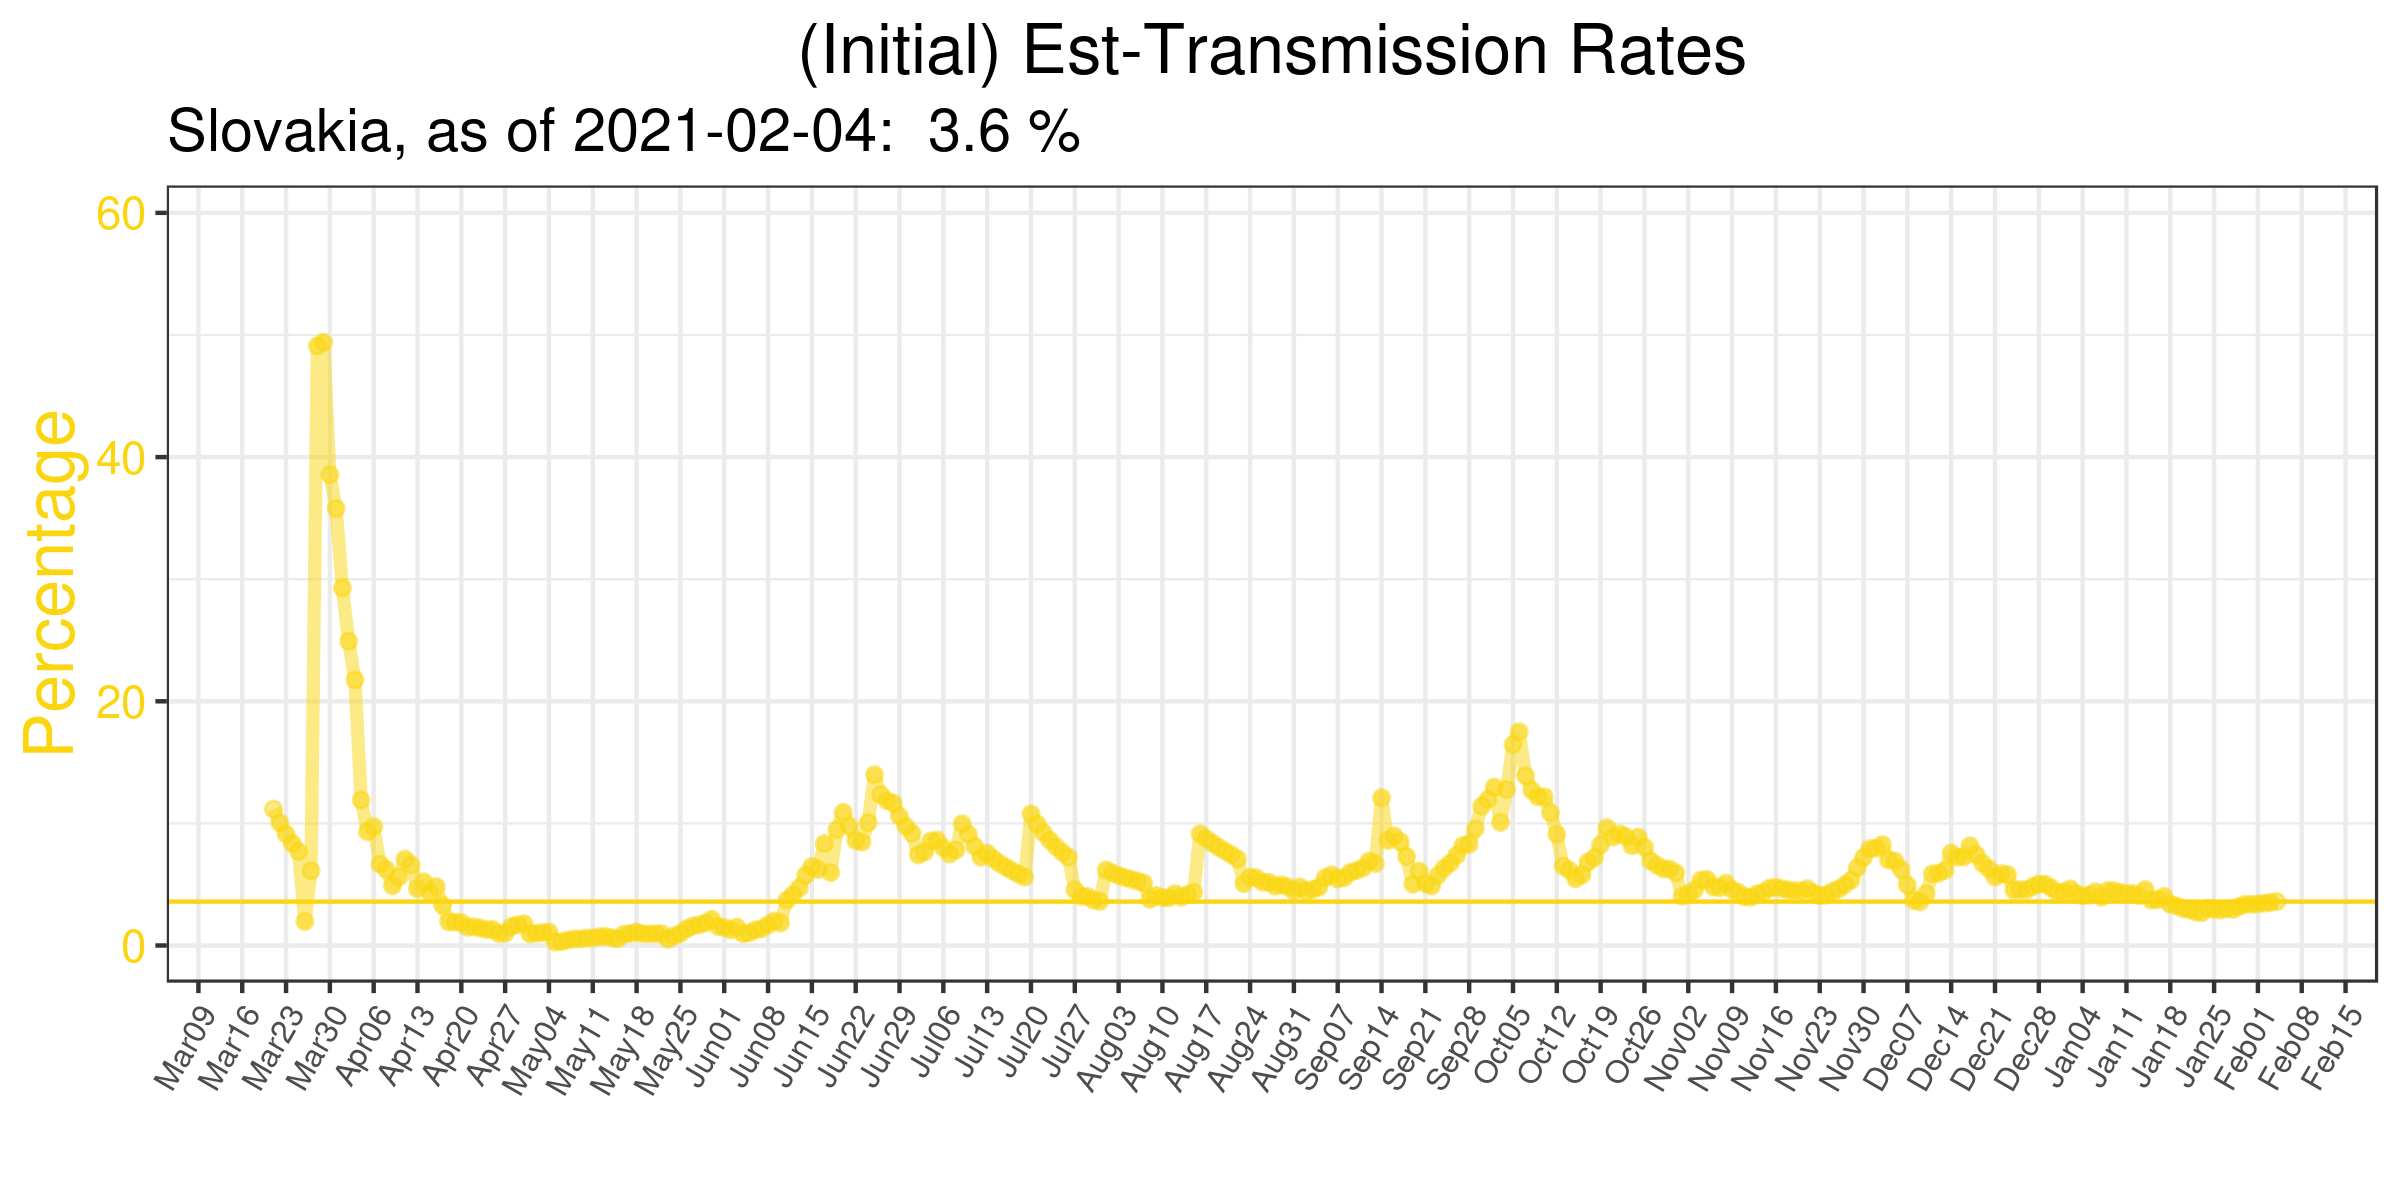 (Initial) Est-Transmission Rates
Slovakia, as of 2021-02-04:  3.6 %
Percentage
60
40
20
0
Mar09 Mar16 Mar23 Mar30 Apr06 Apr13 Apr20 Apr27 May04 May11 May18 May25 Jun01 Jun08 Jun15 Jun22 Jun29 Jul06 Jul13 Jul20 Jul27 Aug03 Aug10 Aug17 Aug24 Aug31 Sep07 Sep14 Sep21 Sep28 Oct05 Oct12 Oct19 Oct26 Nov02 Nov09 Nov16 Nov23 Nov30 Dec07 Dec14 Dec21 Dec28 Jan04 Jan11 Jan18 Jan25 Feb01 Feb08 Feb15